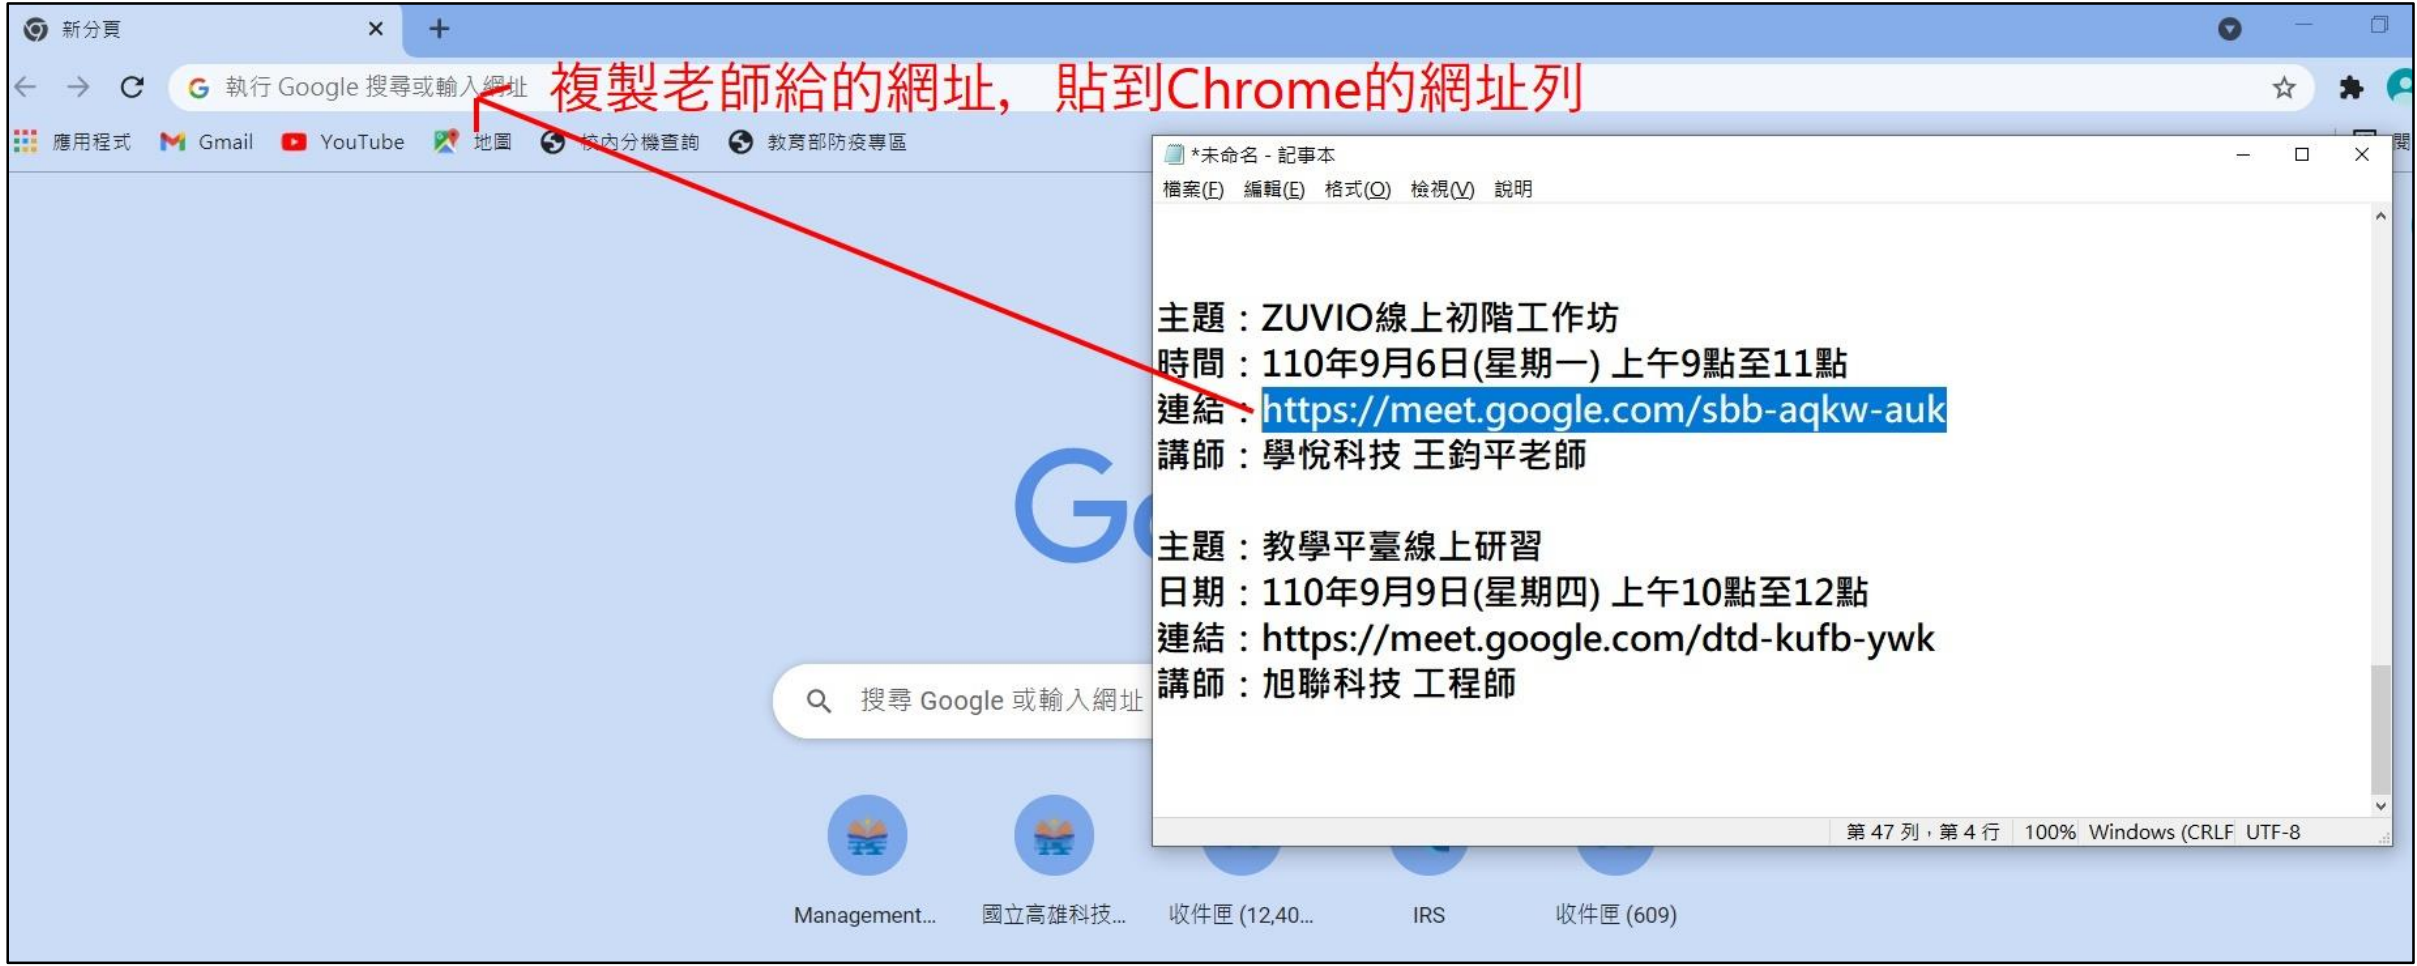 新分頁
執行 Google 搜尋或輸入網址
複製老師給的網址, 貼到Chrome的網址列
應用程式 Gmail YouTube 地圖 校內分機查詢 教育部防疫專區
閱
*未命名 - 記事本
檔案(F) 編輯(E) 格式(O) 檢視(V) 說明
主題：ZUVIO線上初階工作坊
時間：110年9月6日(星期一) 上午9點至11點
連結：https://meet.google.com/sbb-aqkw-auk
講師：學悅科技 王鈞平老師
主題：教學平臺線上研習
日期：110年9月9日(星期四) 上午10點至12點
連結：https://meet.google.com/dtd-kufb-ywk
講師：旭聯科技 工程師
Go
搜尋 Google 或輸入網址
第 47 列，第 4 行 100% Windows (CRLF UTF-8
Management... 國立高雄科技... 收件匣 (12,40... IRS 收件匣 (609)